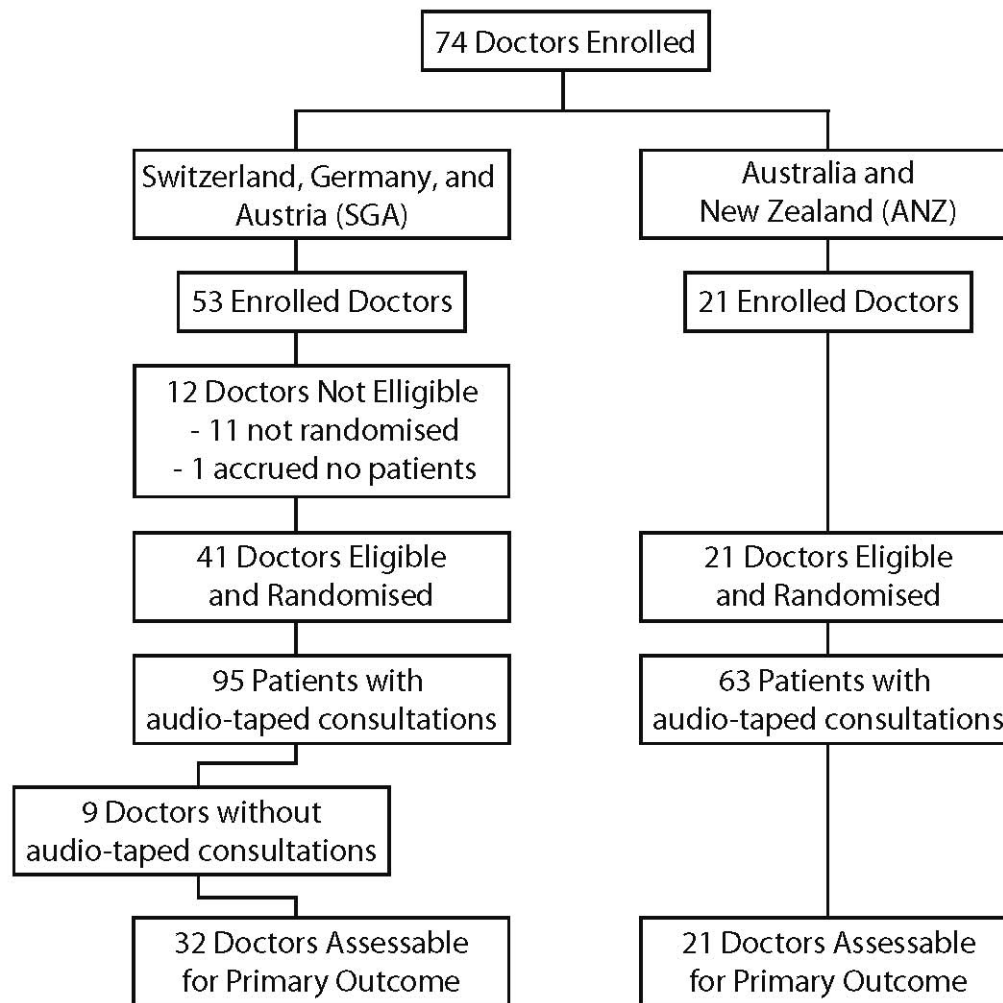 74 Doctors Enrolled
Switzerland, Germany, and
Austria (SGA)
Australia and
New Zealand (ANZ)
53 Enrolled Doctors
21 Enrolled Doctors
12 Doctors Not Elligible
- 11 not randomised
- 1 accrued no patients
41 Doctors Eligible
and Randomised
21 Doctors Eligible
and Randomised
95 Patients with
audio-taped consultations
63 Patients with
audio-taped consultations
9 Doctors without
audio-taped consultations
32 Doctors Assessable
for Primary Outcome
21 Doctors Assessable
for Primary Outcome